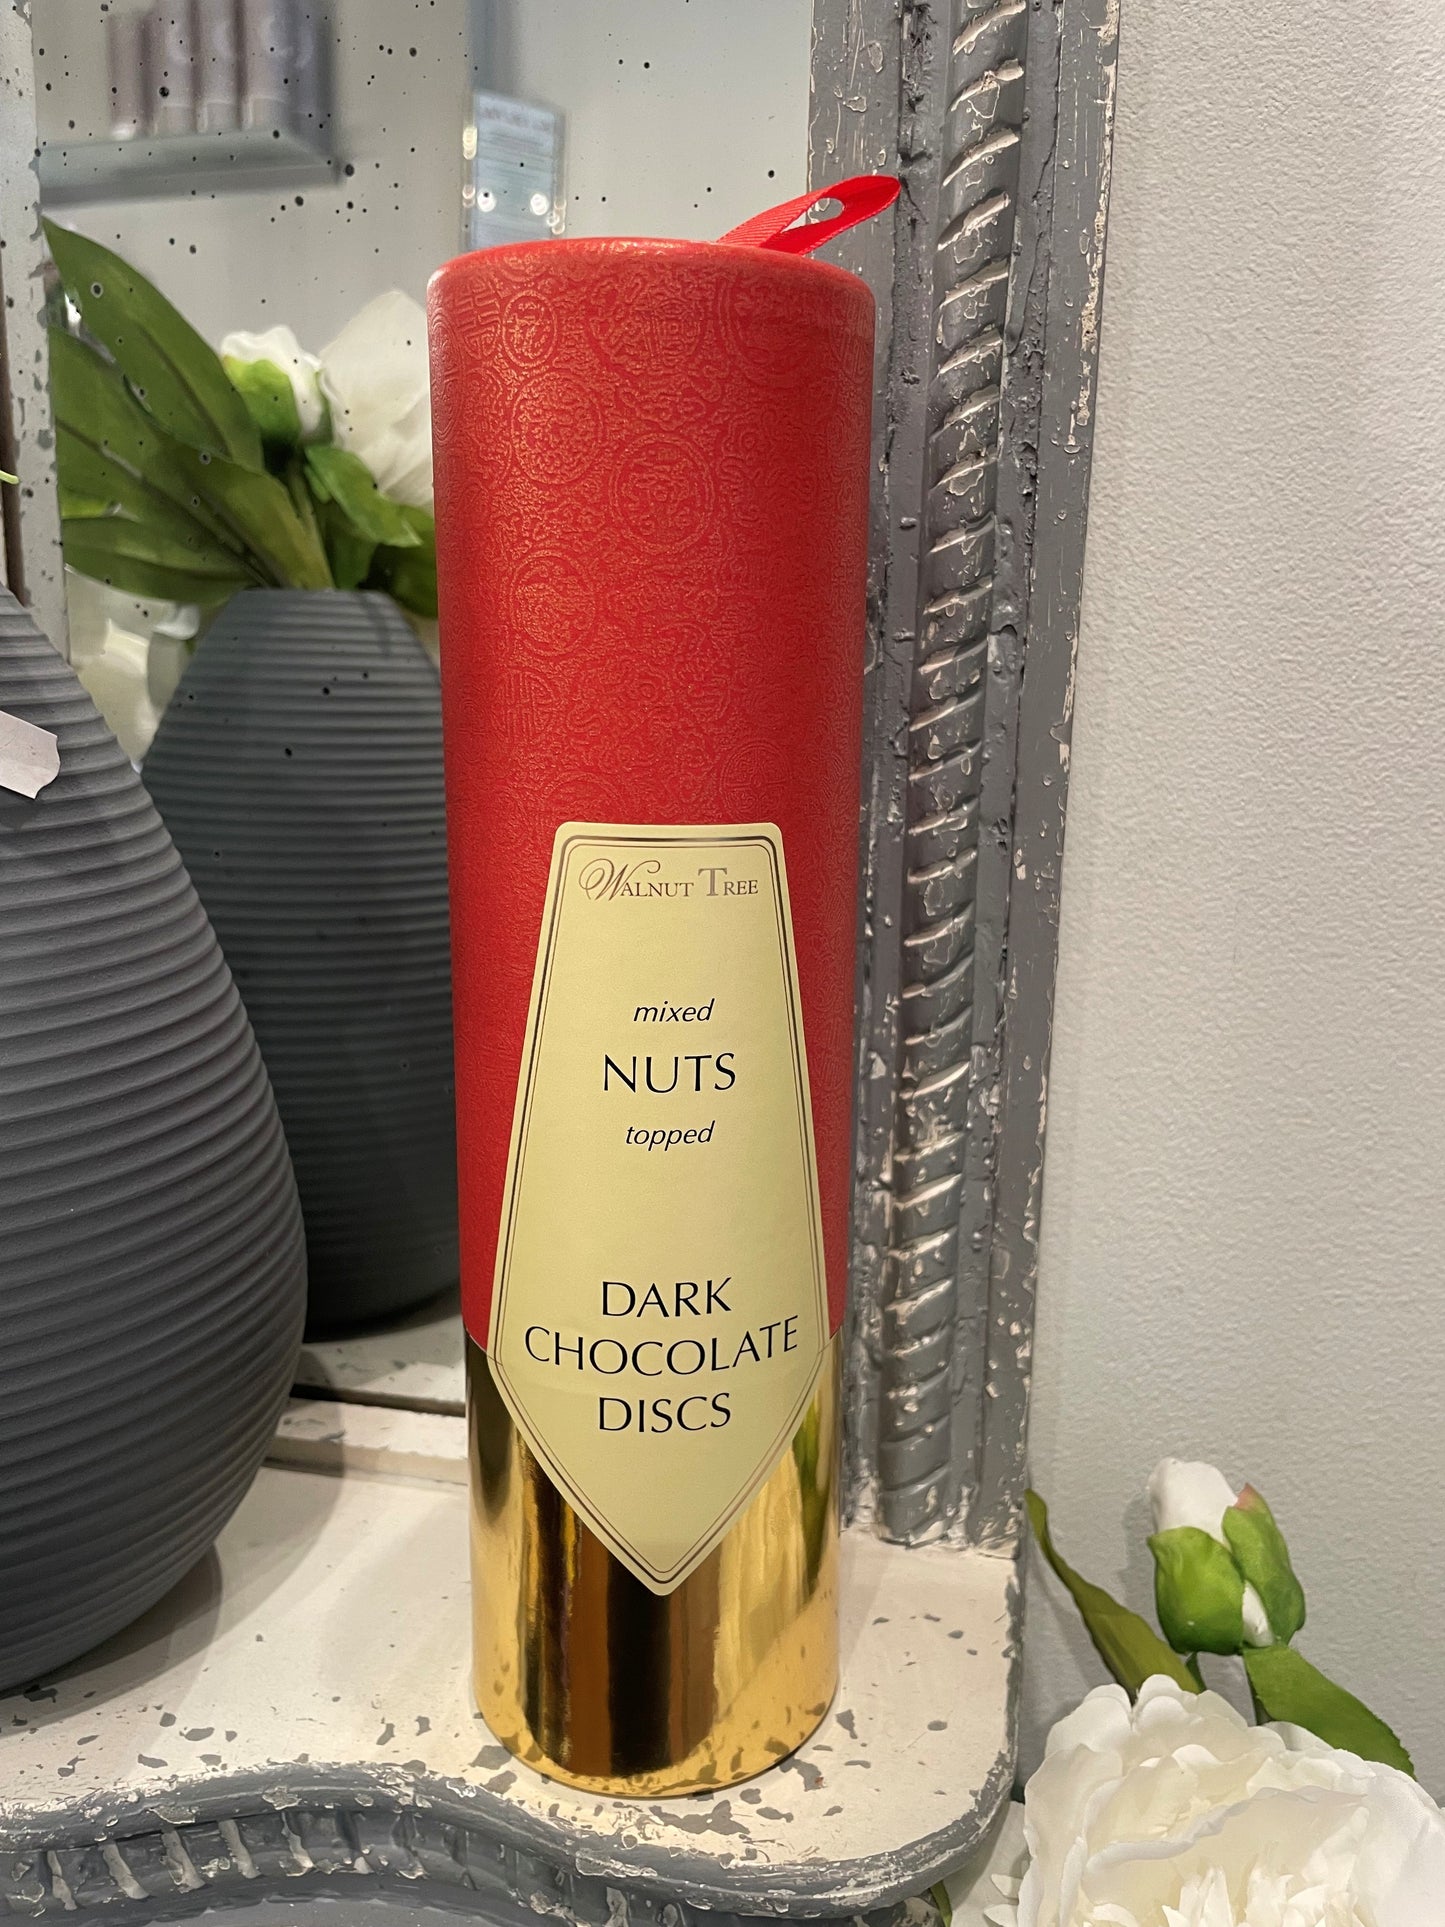 Walnut Tree
mixed
NUTS
topped
DARK
CHOCOLATE
DISCS